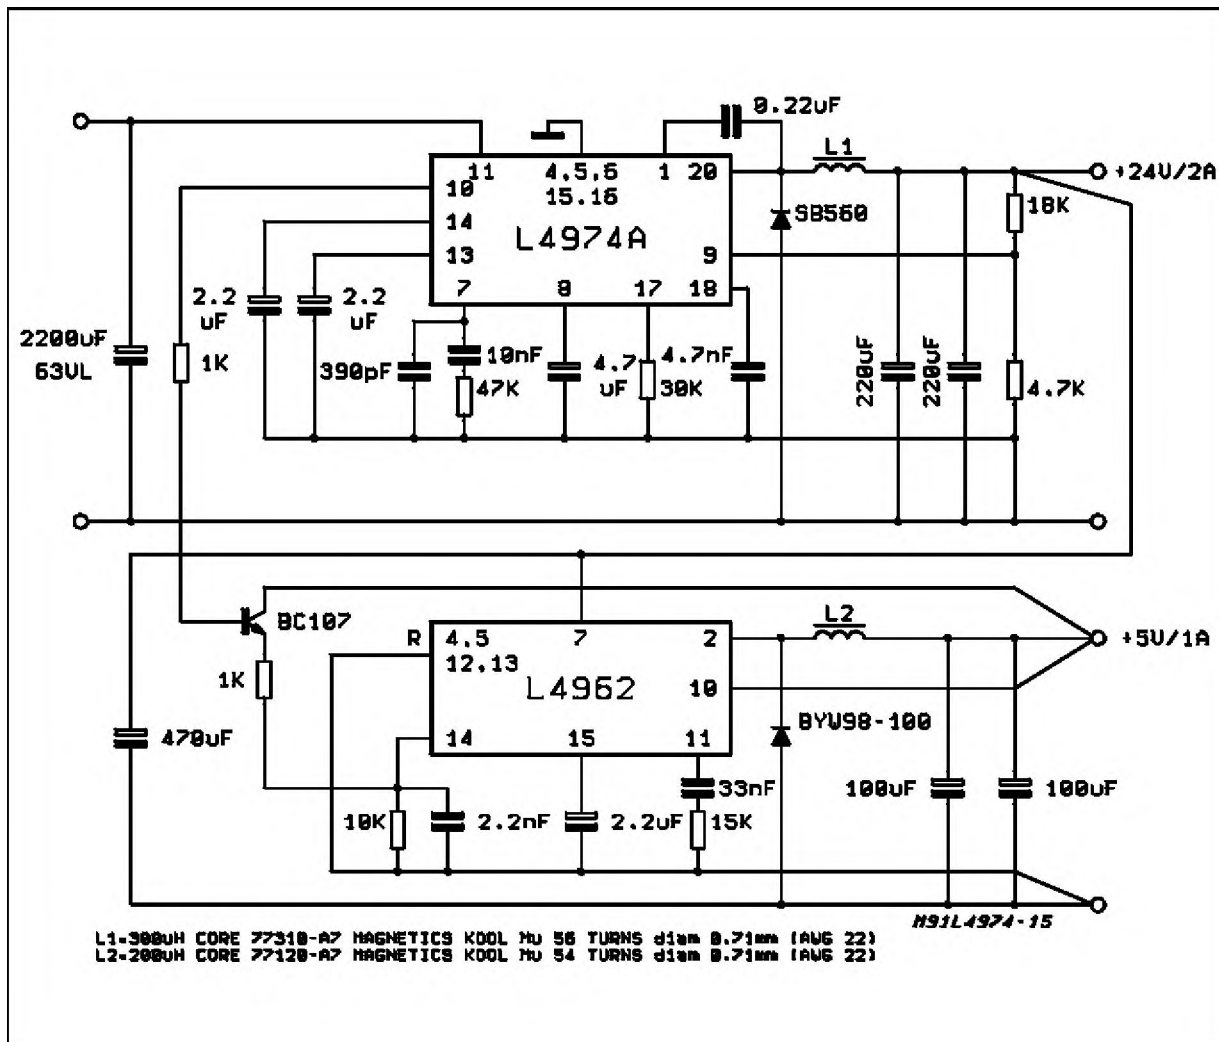 0.22uF
L1
+24V/2A
11
4,5,6
15.16
1
20
10
14
13
L4974A
9
7
8
17
18
SB560
18K
2.2
uF
2.2
uF
2200uF
63VL
1K
390pF
10nF
47K
4.7
uF
30K
4.7nF
220uF
220uF
4.7K
BC107
R
4,5
12,13
7
2
L2
+5V/1A
1K
L4962
10
BYW98-100
470uF
14
15
11
33nF
100uF
100uF
10K
2.2nF
2.2uF
15K
M91L4974-15
L1=300uH CORE 77310-A7 MAGNETICS KOOL Mu 56 TURNS diam 0.71mm (AWG 22)
L2=200uH CORE 77120-A7 MAGNETICS KOOL Mu 54 TURNS diam 0.71mm (AWG 22)